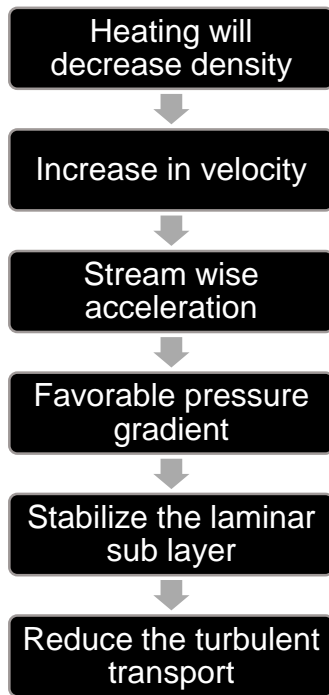 Heating will
decrease density
Increase in velocity
Stream wise
acceleration
Favorable pressure
gradient
Stabilize the laminar
sub layer
Reduce the turbulent
transport